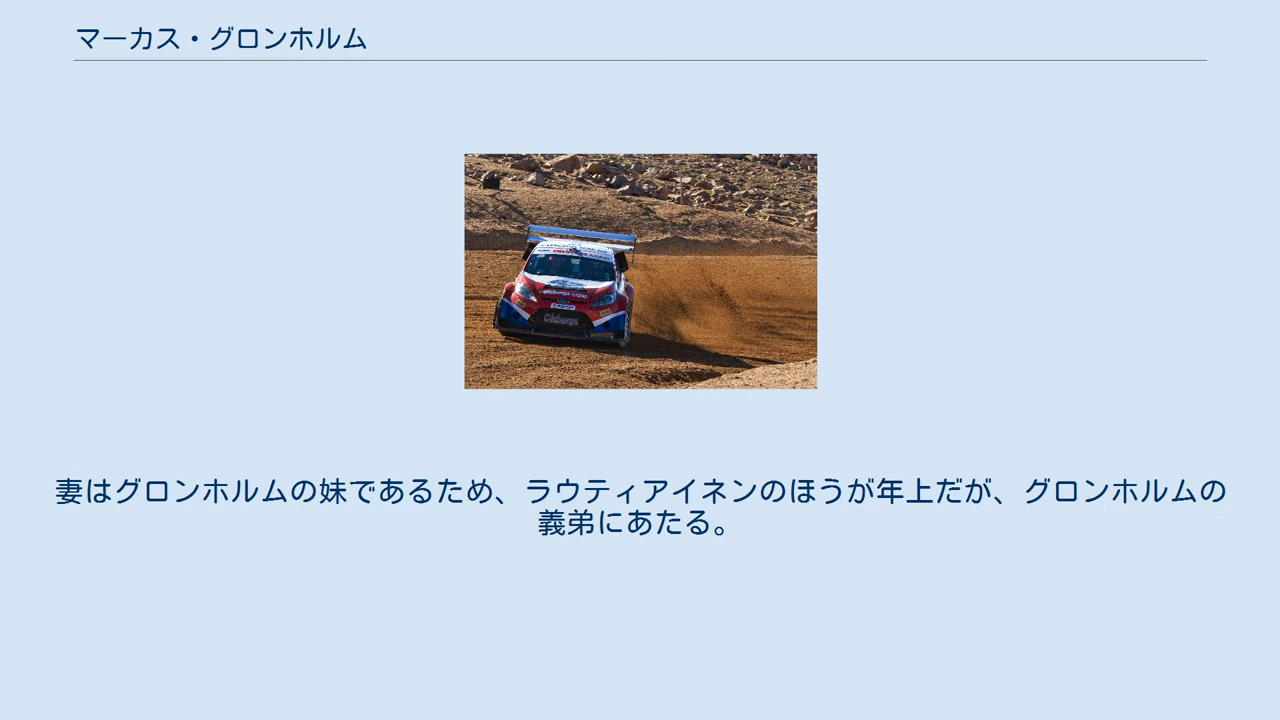 マーカス・グロンホルム
Oldbergs
妻はグロンホルムの妹であるため、ラウティアイネンのほうが年上だが、グロンホルムの
義弟にあたる。